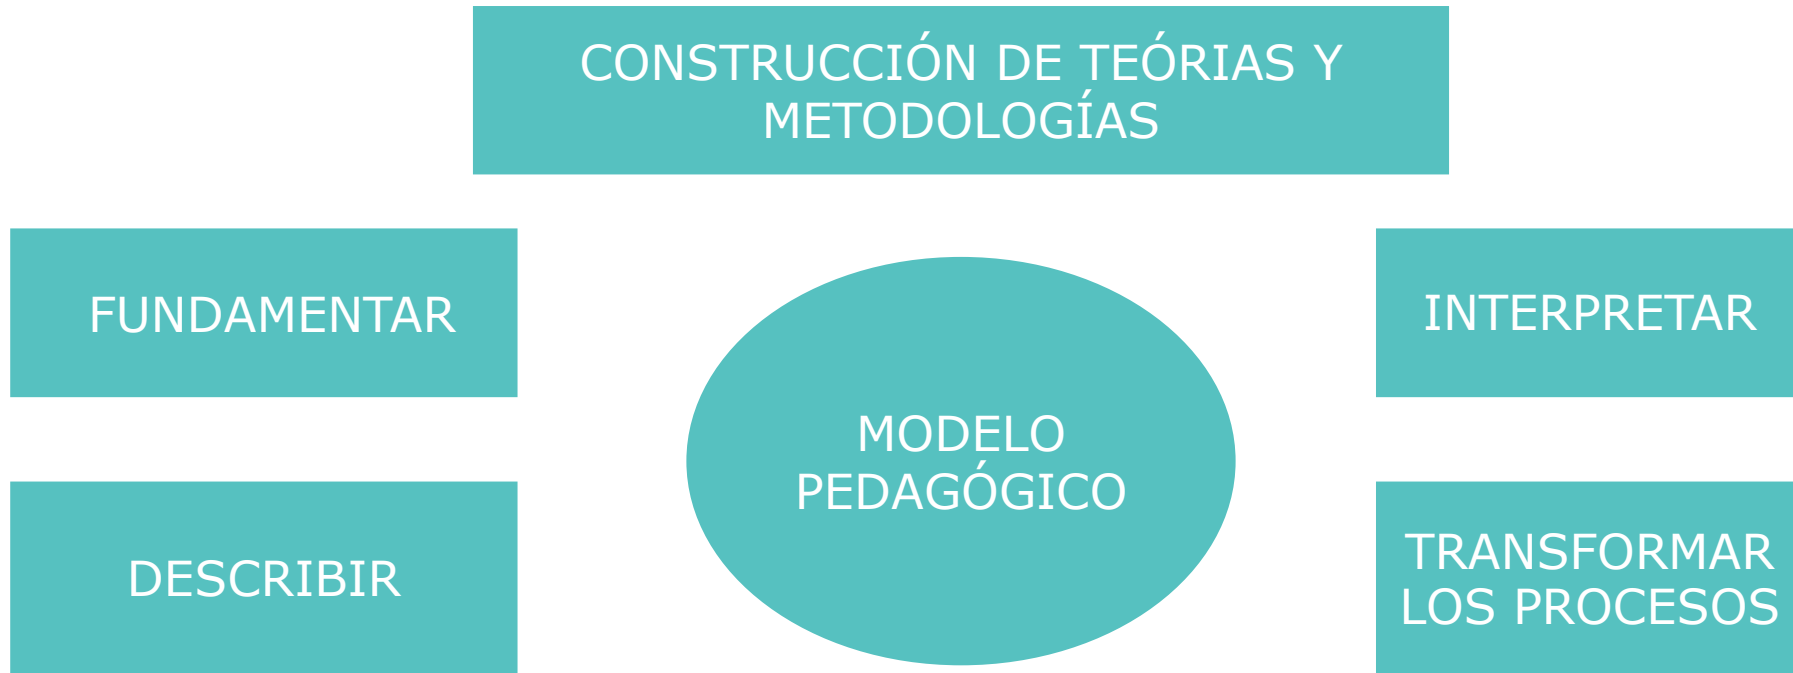 CONSTRUCCIÓN DE TEÓRIAS Y
METODOLOGÍAS
FUNDAMENTAR
INTERPRETAR
MODELO
PEDAGÓGICO
DESCRIBIR
TRANSFORMAR
LOS PROCESOS